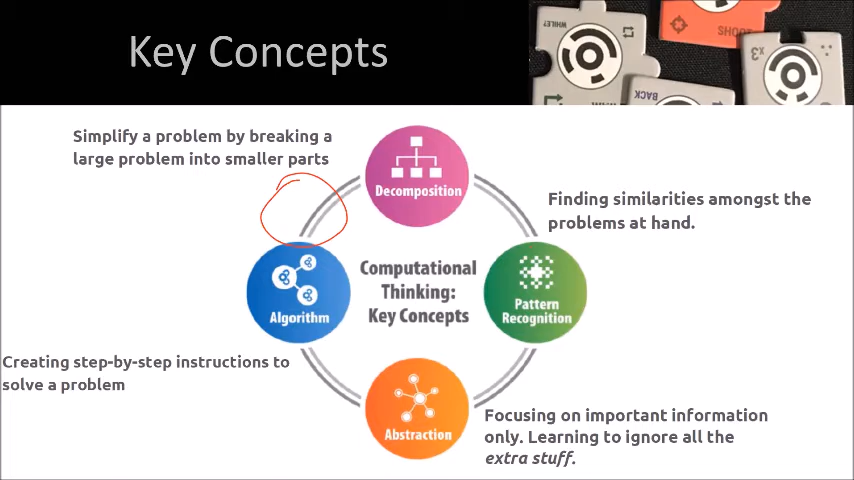 Key Concepts
WHILE?
BACK
x3
Simplify a problem by breaking a
large problem into smaller parts
Decomposition
Finding similarities amongst the
problems at hand.
Computational
Thinking:
Key Concepts
Algorithm
Pattern
Recognition
Creating step-by-step instructions to
solve a problem
Abstraction
Focusing on important information
only. Learning to ignore all the
extra stuff.